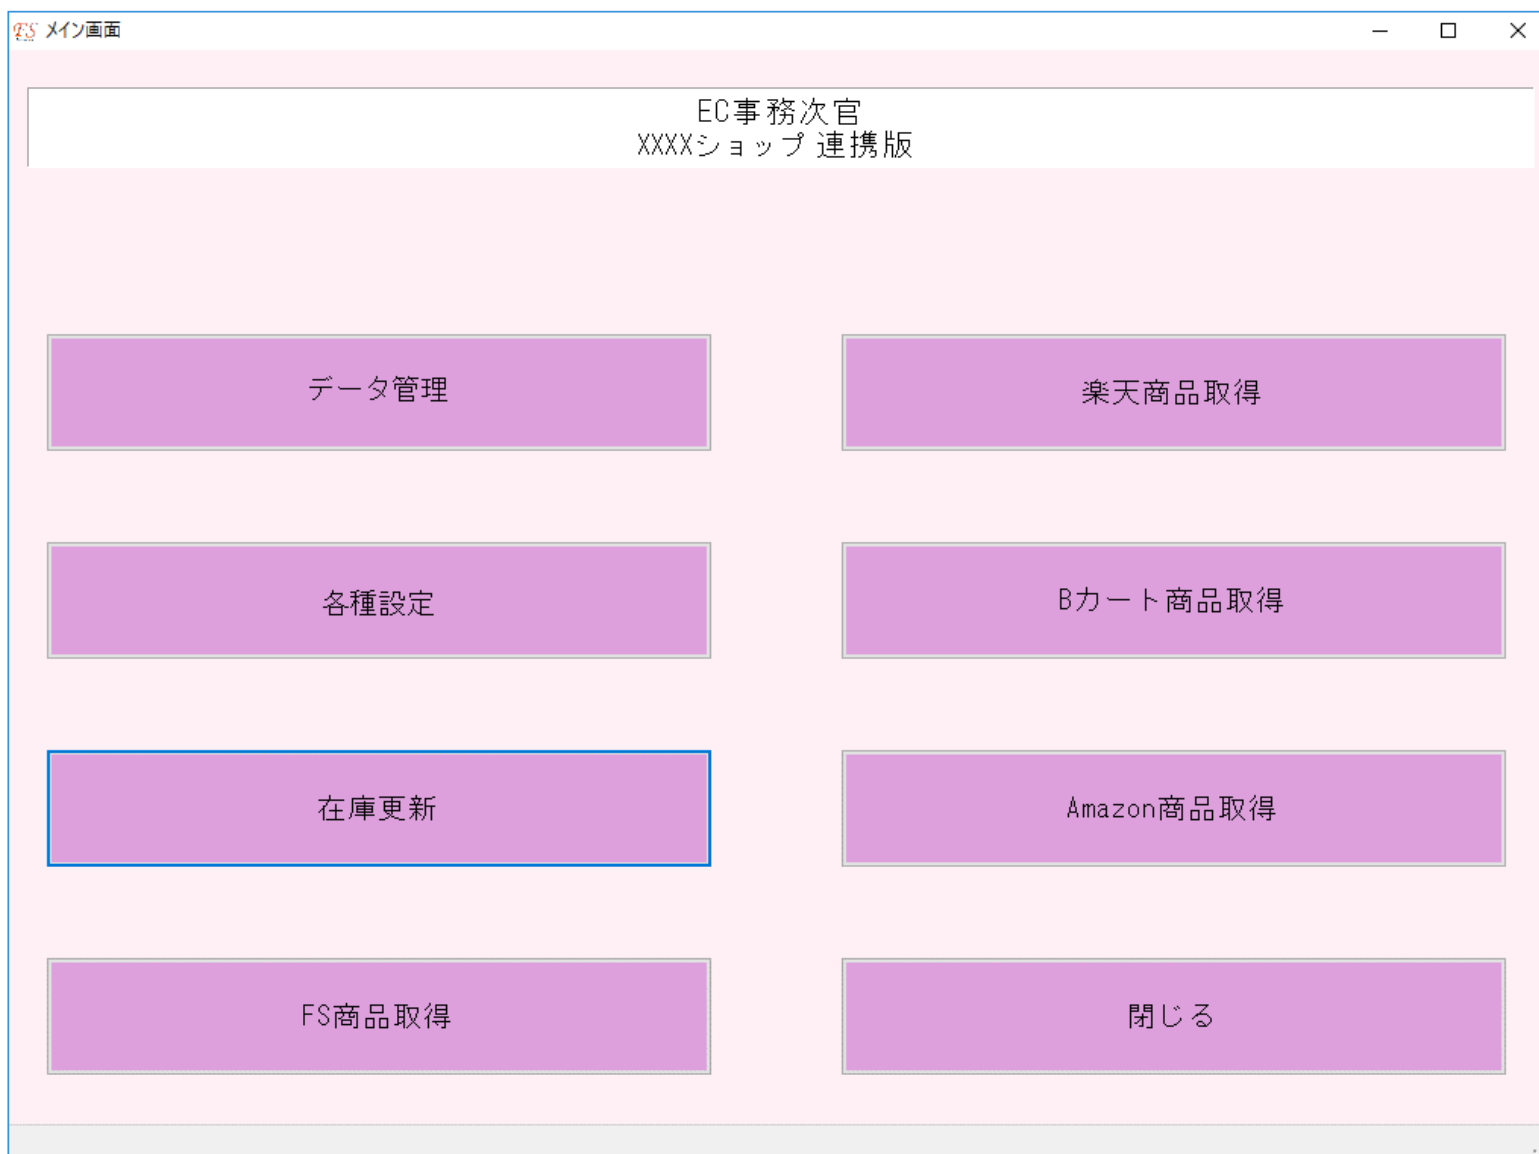 FS メイン画面
EC事務次官
XXXXショップ 連携版
データ管理
楽天商品取得
各種設定
Bカート商品取得
在庫更新
Amazon商品取得
FS商品取得
閉じる